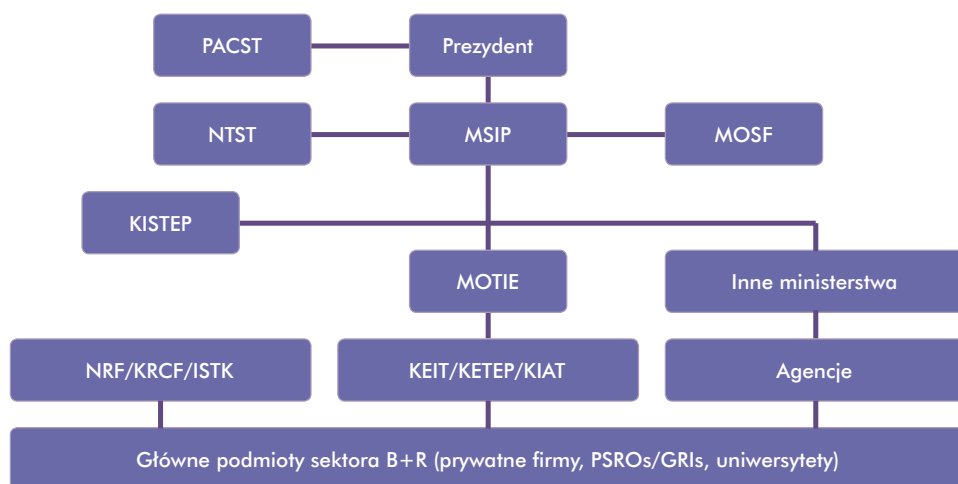 PACST
Prezydent
NTST
MSIP
MOSF
KISTEP
MOTIE
Inne ministerstwa
NRF/KRCF/ISTK
KEIT/KETEP/KIAT
Agencje
Główne podmioty sektora B+R (prywatne firmy, PSROs/GRIs, uniwersytety)